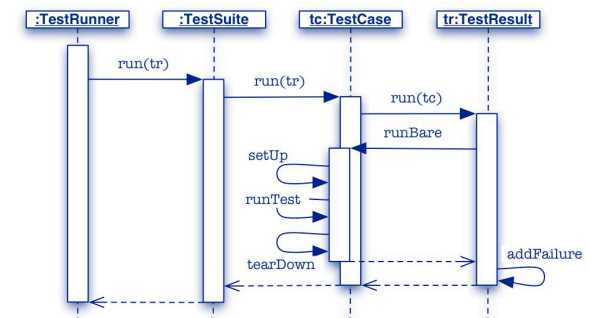 :TestRunner
:TestSuite
tc:TestCase
tr:TestResult
run(tr)
run(tr)
run(tc)
runBare
setUp
runTest
tearDown
addFailure